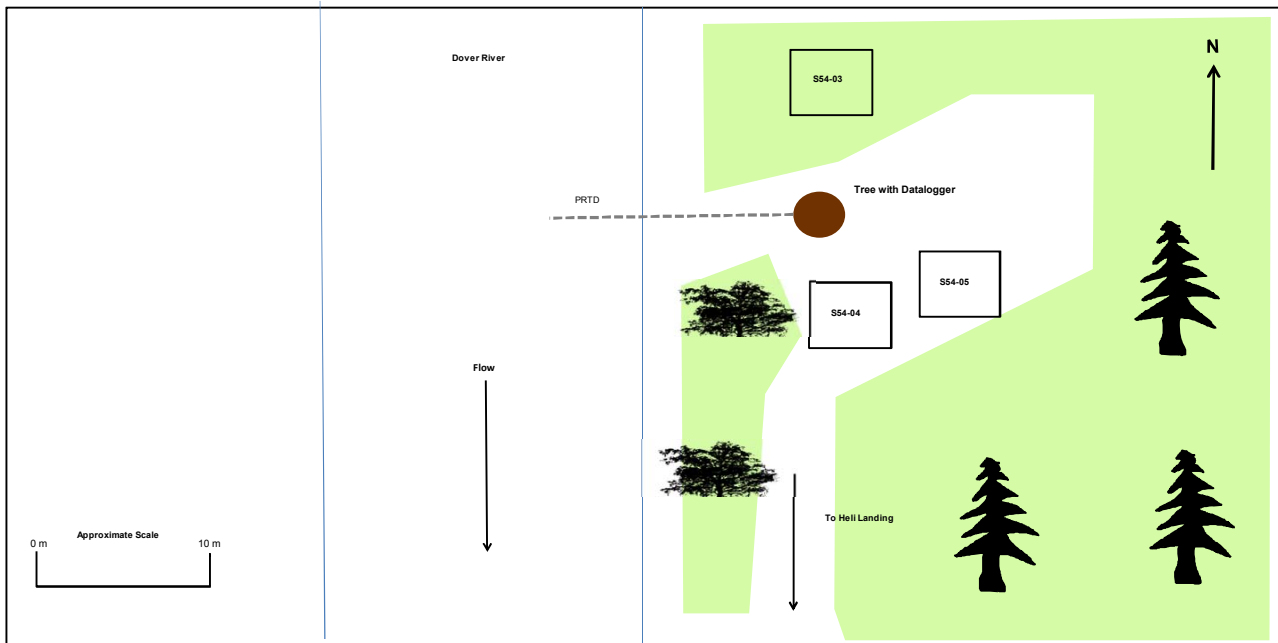 Dover River
S54-03
N
PRTD
Tree with Datalogger
S54-05
S54-04
Flow
To Heli Landing
Approximate Scale
0 m
10 m